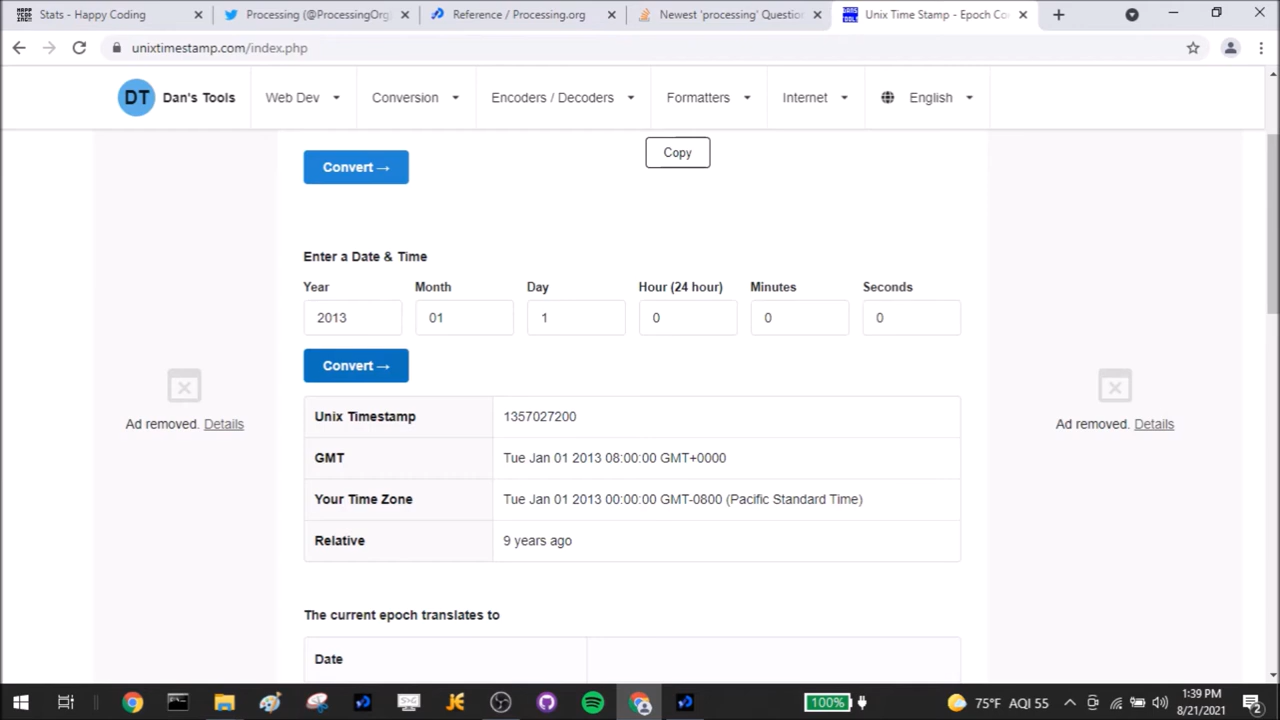 Stats - Happy Coding
Processing (@ProcessingOrg)
Reference / Processing.org
Newest 'processing' Question
Unix Time Stamp - Epoch Co
unixtimestamp.com/index.php
DT Dan's Tools
Web Dev
Conversion
Encoders / Decoders
Formatters
Internet
English
Copy
Convert→
Enter a Date & Time
Year Month Day Hour (24 hour) Minutes Seconds
2013 01 1 0 0 0
Convert→
Unix Timestamp 1357027200
GMT Tue Jan 01 2013 08:00:00 GMT+0000
Your Time Zone Tue Jan 01 2013 00:00:00 GMT-0800 (Pacific Standard Time)
Relative 9 years ago
Ad removed. Details
Ad removed. Details
The current epoch translates to
Date
100%
75°F AQI 55
1:39 PM
8/21/2021
2